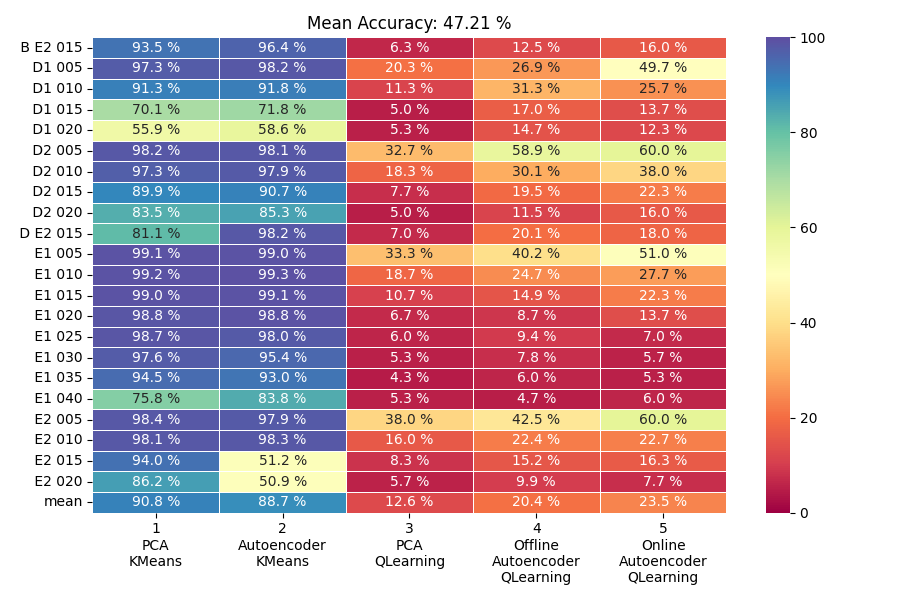 Mean Accuracy: 47.21 %
B E2 015 93.5 % 96.4 % 6.3 % 12.5 % 16.0 %
D1 005 97.3 % 98.2 % 20.3 % 26.9 % 49.7 %
D1 010 91.3 % 91.8 % 11.3 % 31.3 % 25.7 %
D1 015 70.1 % 71.8 % 5.0 % 17.0 % 13.7 %
D1 020 55.9 % 58.6 % 5.3 % 14.7 % 12.3 %
D2 005 98.2 % 98.1 % 32.7 % 58.9 % 60.0 %
D2 010 97.3 % 97.9 % 18.3 % 30.1 % 38.0 %
D2 015 89.9 % 90.7 % 7.7 % 19.5 % 22.3 %
D2 020 83.5 % 85.3 % 5.0 % 11.5 % 16.0 %
D E2 015 81.1 % 98.2 % 7.0 % 20.1 % 18.0 %
E1 005 99.1 % 99.0 % 33.3 % 40.2 % 51.0 %
E1 010 99.2 % 99.3 % 18.7 % 24.7 % 27.7 %
E1 015 99.0 % 99.1 % 10.7 % 14.9 % 22.3 %
E1 020 98.8 % 98.8 % 6.7 % 8.7 % 13.7 %
E1 025 98.7 % 98.0 % 6.0 % 9.4 % 7.0 %
E1 030 97.6 % 95.4 % 5.3 % 7.8 % 5.7 %
E1 035 94.5 % 93.0 % 4.3 % 6.0 % 5.3 %
E1 040 75.8 % 83.8 % 5.3 % 4.7 % 6.0 %
E2 005 98.4 % 97.9 % 38.0 % 42.5 % 60.0 %
E2 010 98.1 % 98.3 % 16.0 % 22.4 % 22.7 %
E2 015 94.0 % 51.2 % 8.3 % 15.2 % 16.3 %
E2 020 86.2 % 50.9 % 5.7 % 9.9 % 7.7 %
mean 90.8 % 88.7 % 12.6 % 20.4 % 23.5 %
1 2 3 4 5
PCA Autoencoder PCA Offline Online
KMeans KMeans QLearning Autoencoder Autoencoder
QLearning QLearning
100
80
60
40
20
0